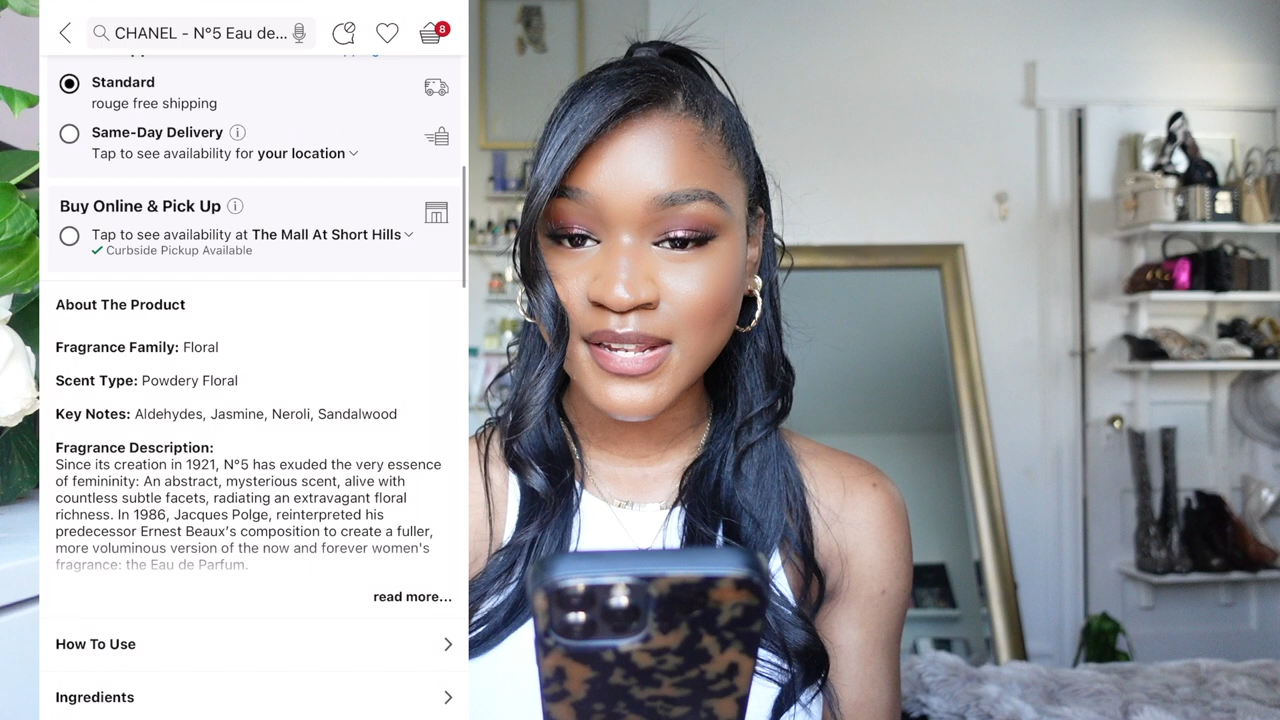 CHANEL - N°5 Eau de...
8
Standard
rouge free shipping
Same-Day Delivery
Tap to see availability for your location
Buy Online & Pick Up
Tap to see availability at The Mall At Short Hills
Curbside Pickup Available
About The Product
Fragrance Family: Floral
Scent Type: Powdery Floral
Key Notes: Aldehydes, Jasmine, Neroli, Sandalwood
Fragrance Description:
Since its creation in 1921, N°5 has exuded the very essence
of femininity: An abstract, mysterious scent, alive with
countless subtle facets, radiating an extravagant floral
richness. In 1986, Jacques Polge, reinterpreted his
predecessor Ernest Beaux's composition to create a fuller,
more voluminous version of the now and forever women's
fragrance: the Eau de Parfum.
read more...
How To Use
Ingredients